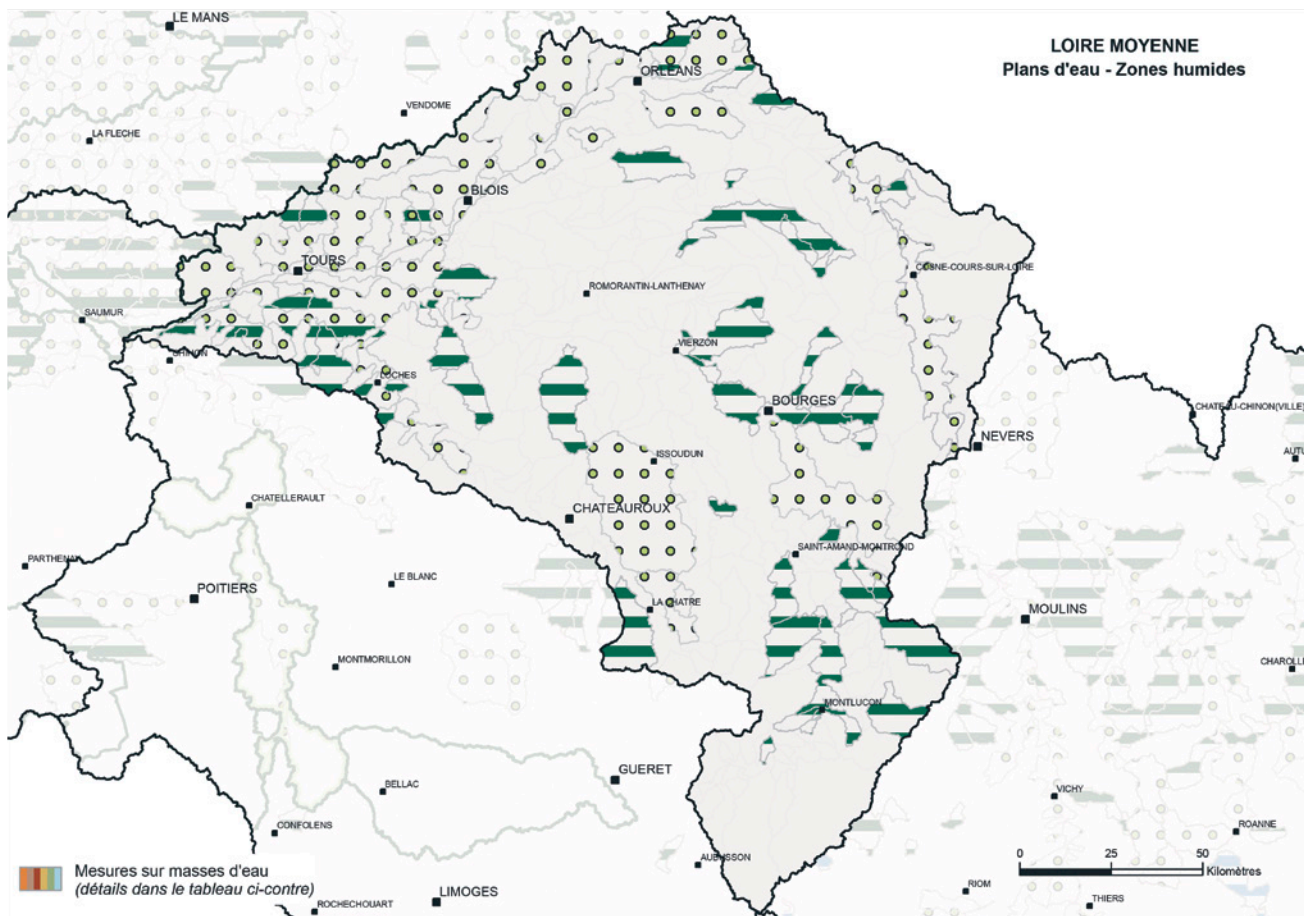 LE MANS
LOIRE MOYENNE
Plans d'eau - Zones humides
ORLEANS
VENDOME
LA FLECHE
BLOIS
TOURS
COSNE-COURS-SUR-LOIRE
ROMORANTIN-LANTHENAY
SAUMUR
VIERZON
CHINON
LOCHES
BOURGES
CHATEAU-CHINON(VILLE)
NEVERS
AUTU
ISSOUDUN
CHATELLERAULT
CHATEAUROUX
SAINT-AMAND-MONTROND
PARTHENAY
POITIERS
LE BLANC
LA CHATRE
MOULINS
MONTMORILLON
CHAROLLE
MONTLUCON
GUERET
BELLAC
VICHY
CONFOLENS
ROANNE
AUBUSSON
0 25 50
Kilomètres
Mesures sur masses d'eau
(détails dans le tableau ci-contre)
RIOM
LIMOGES
THIERS
ROCHECHOUART